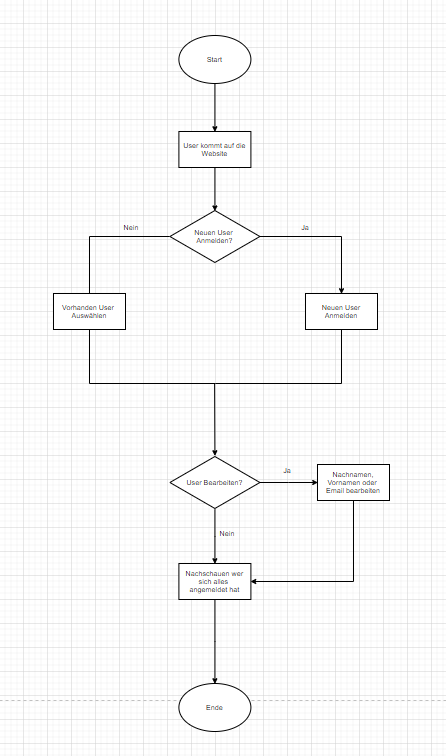 Start
User kommt auf die
Website
Neuen User
Anmelden?
Nein
Ja
Vorhanden User
Auswählen
Neuen User
Anmelden
User Bearbeiten?
Ja
Nachnamen,
Vornamen oder
Email bearbeiten
Nein
Nachschauen wer
sich alles
angemeldet hat
Ende